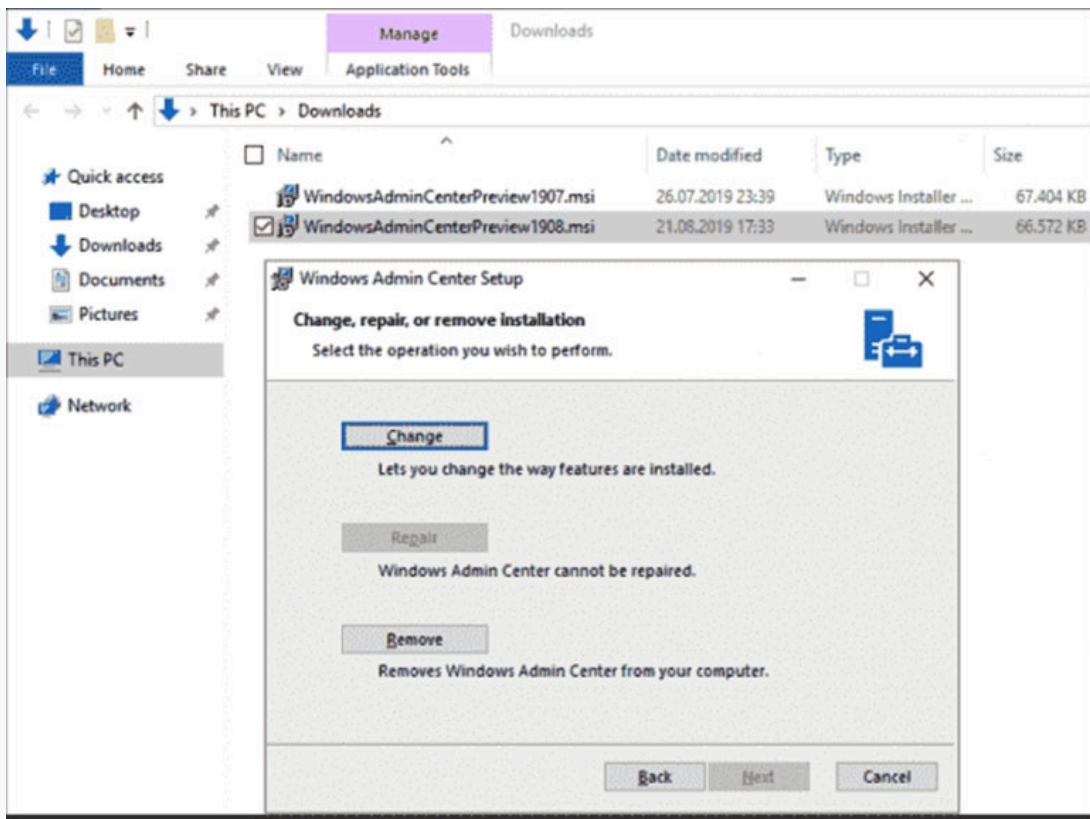 Manage Downloads
File Home Share View Application Tools
This PC > Downloads
Name Date modified Type Size
Quick access
WindowsAdminCenterPreview1907.msi 26.07.2019 23:39 Windows Installer ... 67.404 KB
Desktop
WindowsAdminCenterPreview1908.msi 21.08.2019 17:33 Windows Installer ... 66.572 KB
Downloads
Documents
Pictures
This PC
Network
Windows Admin Center Setup
Change, repair, or remove installation
Select the operation you wish to perform.
Change
Lets you change the way features are installed.
Repair
Windows Admin Center cannot be repaired.
Remove
Removes Windows Admin Center from your computer.
Back Next Cancel